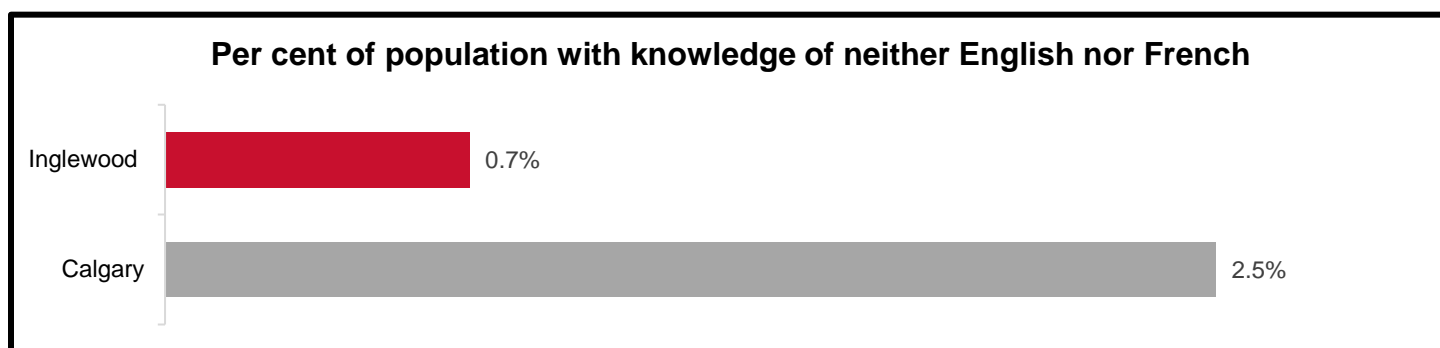 Per cent of population with knowledge of neither English nor French
Inglewood 0.7%
Calgary 2.5%